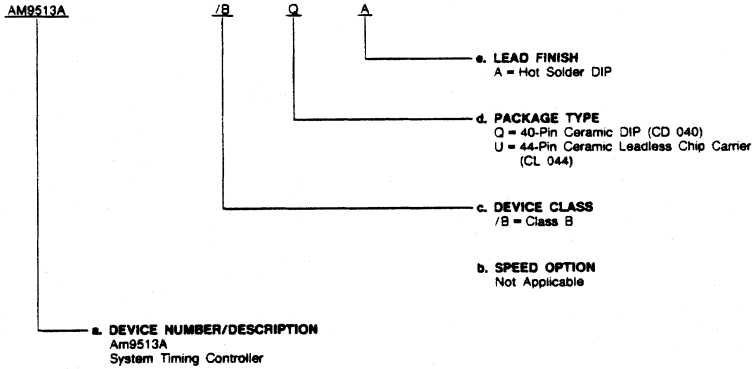 AM9513A /B Q A
e. LEAD FINISH
A = Hot Solder DIP
d. PACKAGE TYPE
Q = 40-Pin Ceramic DIP (CD 040)
U = 44-Pin Ceramic Leadless Chip Carrier
(CL 044)
c. DEVICE CLASS
/B = Class B
b. SPEED OPTION
Not Applicable
a. DEVICE NUMBER/DESCRIPTION
Am9513A
System Timing Controller